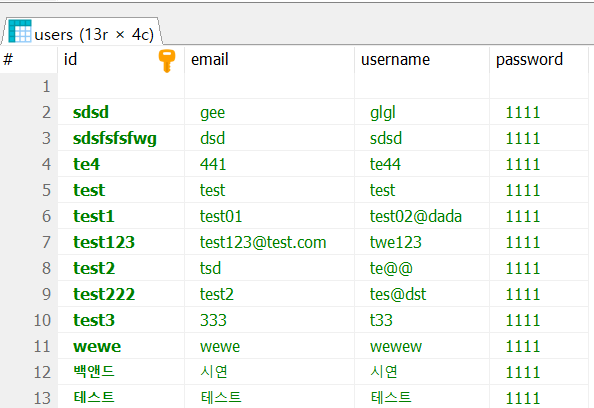 users (13r × 4c)
# id email username password
1
2 sdsd gee glgl 1111
3 sdsfsfsfwg dsd sdsd 1111
4 te4 441 te44 1111
5 test test test 1111
6 test1 test01 test02@dada 1111
7 test123 test123@test.com twe123 1111
8 test2 tsd te@@ 1111
9 test222 test2 tes@dst 1111
10 test3 333 t33 1111
11 wewe wewe wewew 1111
12 백앤드 시연 시연 1111
13 테스트 테스트 테스트 1111